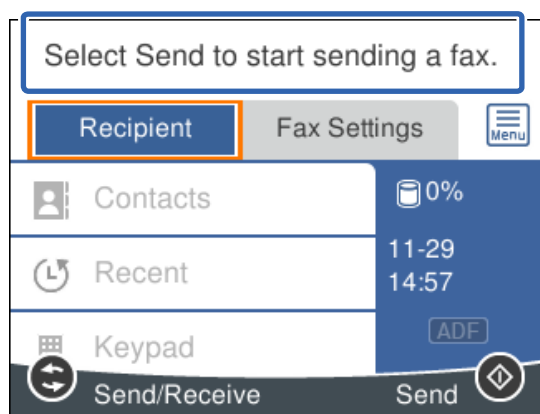 Select Send to start sending a fax.
Recipient
Fax Settings
Menu
Contacts
0%
Recent
11-29
14:57
Keypad
ADF
Send/Receive
Send